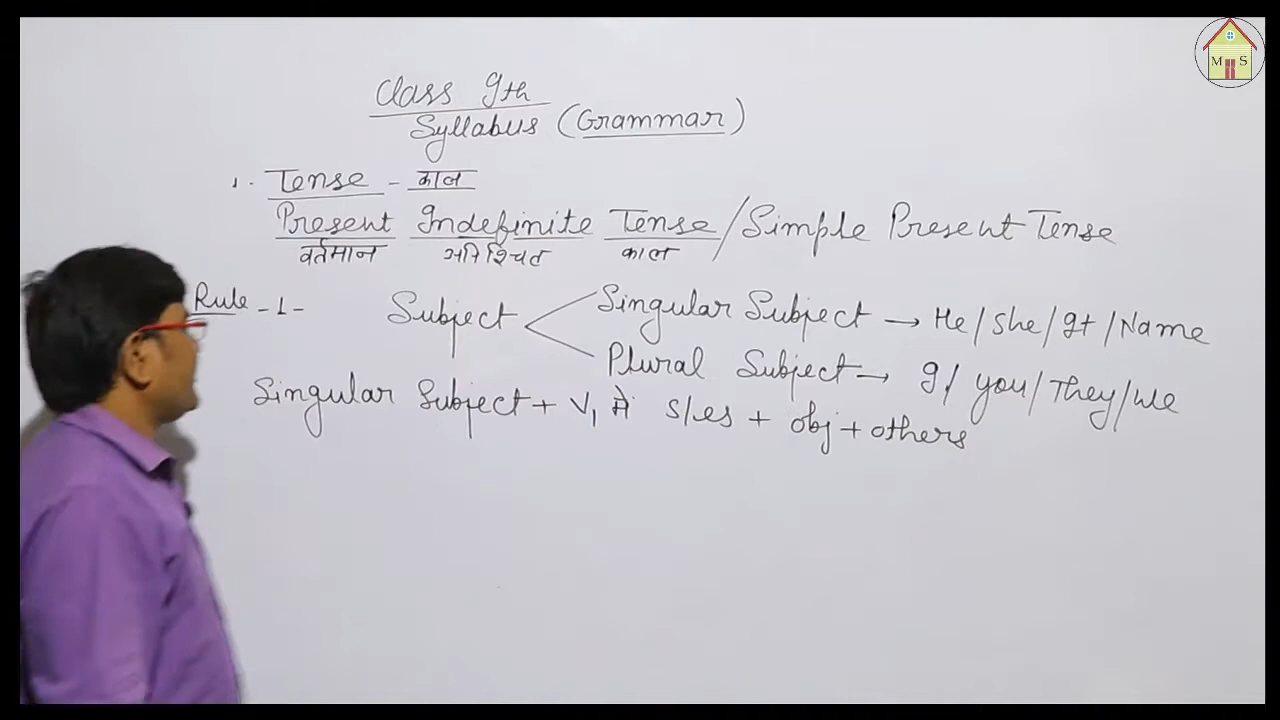 M S
Class 9th
Syllabus (Grammar)
1. Tense - काल
Present Indefinite Tense/Simple Present Tense
वर्तमान अनिश्चित काल
Rule -1- Subject
Singular Subject → He/She/It/Name
Plural Subject → I/you/They/we
Singular Subject + V₁ में s/es + obj + others